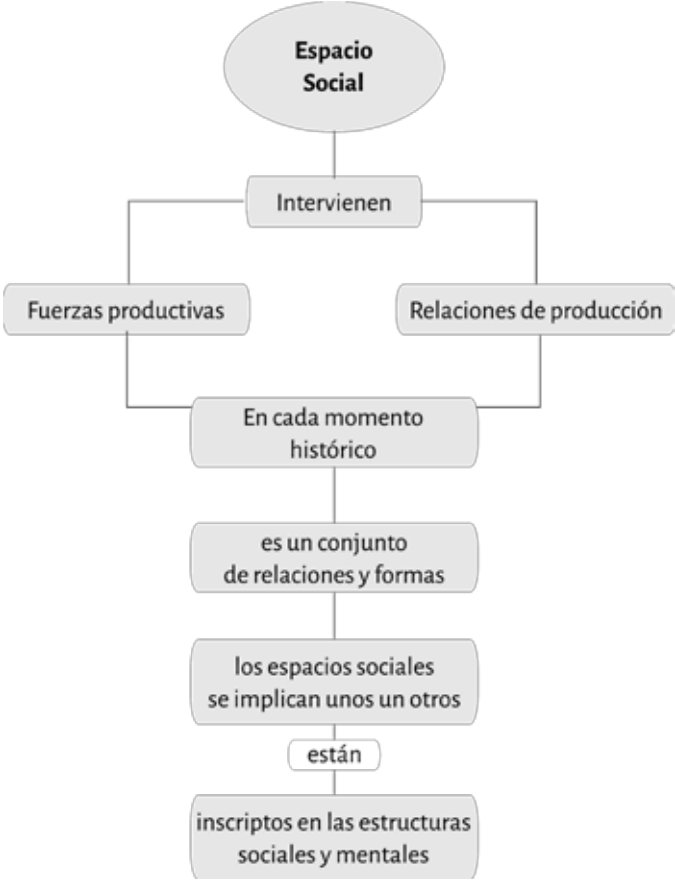 Espacio
Social
Intervienen
Fuerzas productivas
Relaciones de producción
En cada momento
histórico
es un conjunto
de relaciones y formas
los espacios sociales
se implican unos un otros
están
inscriptos en las estructuras
sociales y mentales